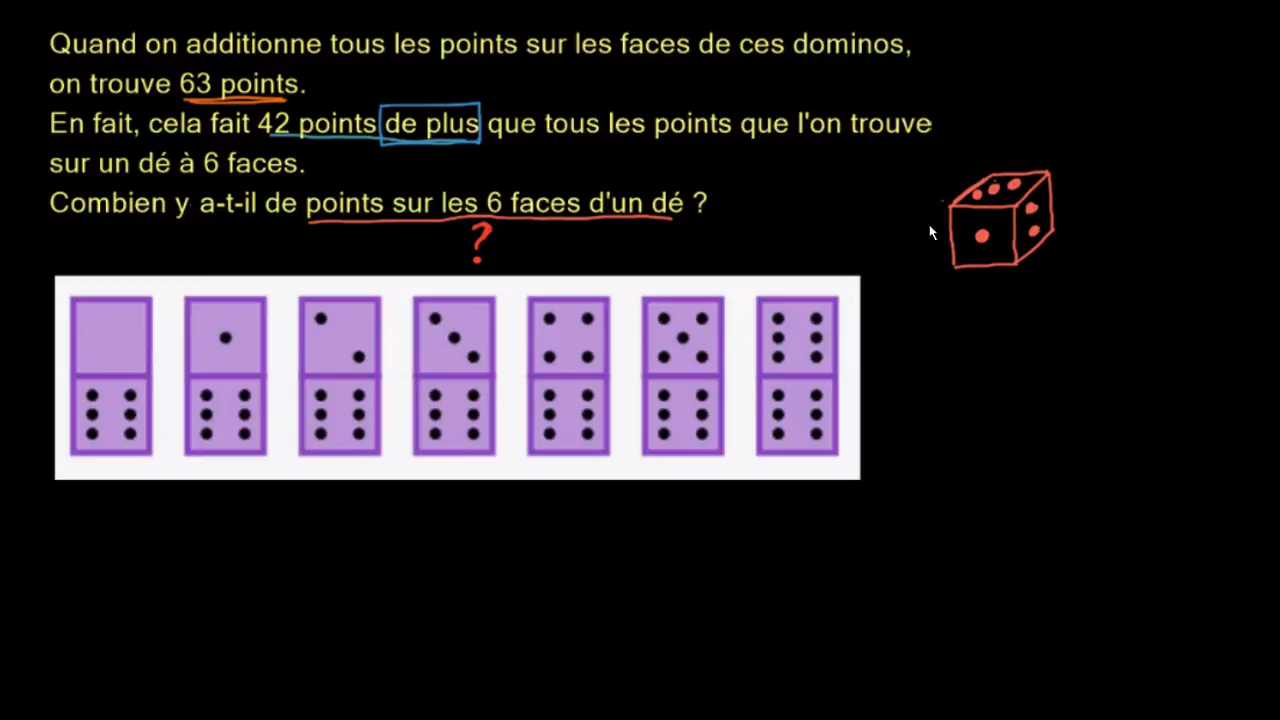 Quand on additionne tous les points sur les faces de ces dominos,
on trouve 63 points.
En fait, cela fait 42 points de plus que tous les points que l'on trouve
sur un dé à 6 faces.
Combien y a-t-il de points sur les 6 faces d'un dé ?
?